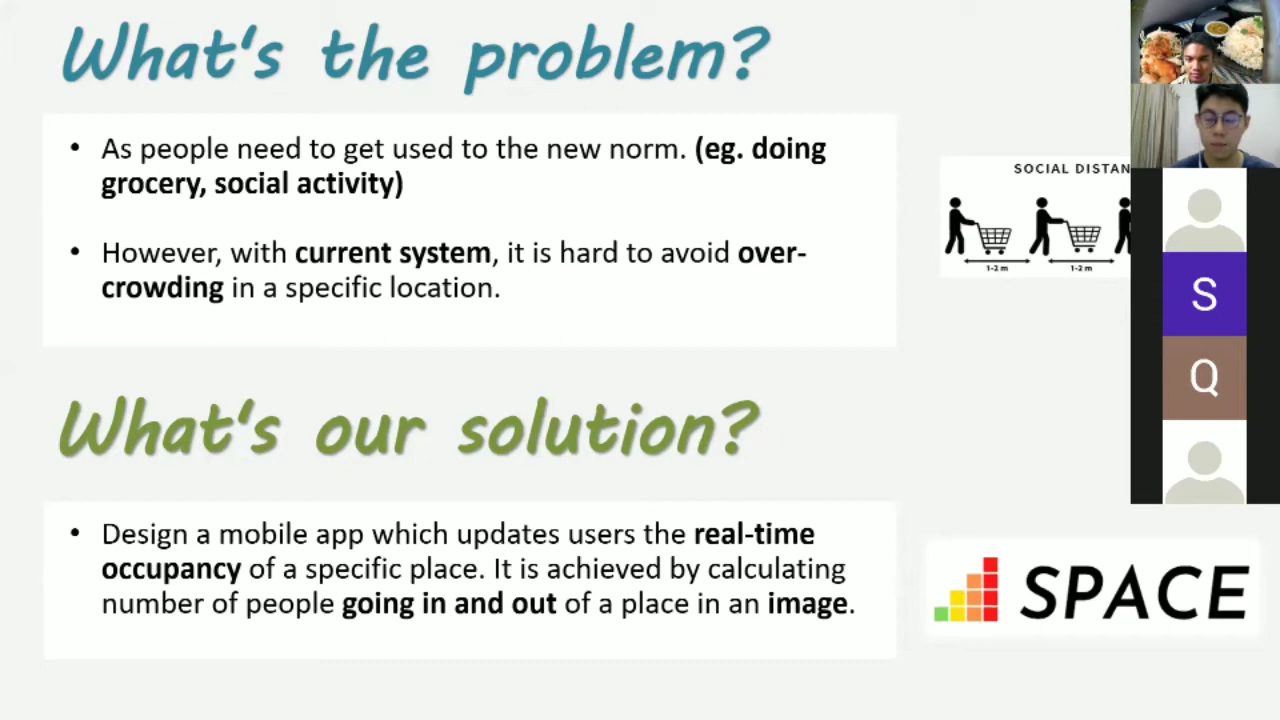 What's the problem?
• As people need to get used to the new norm. (eg. doing
grocery, social activity)
• However, with current system, it is hard to avoid over-
crowding in a specific location.
SOCIAL DISTAN
1-2 m
1-2 m
S
Q
What's our solution?
• Design a mobile app which updates users the real-time
occupancy of a specific place. It is achieved by calculating
number of people going in and out of a place in an image.
SPACE